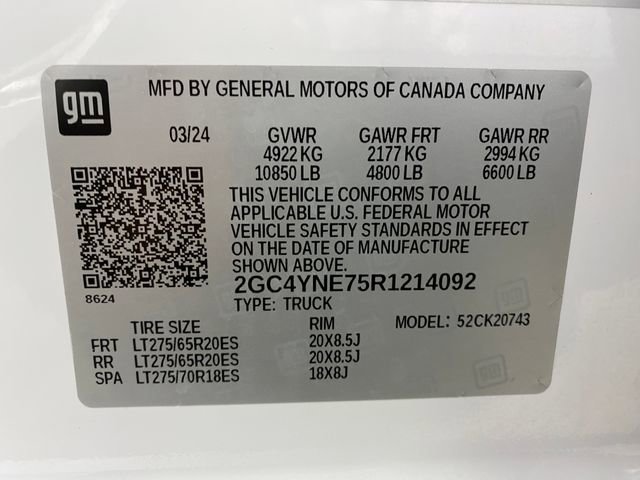 gm
MFD BY GENERAL MOTORS OF CANADA COMPANY
03/24 GVWR GAWR FRT GAWR RR
4922 KG 2177 KG 2994 KG
10850 LB 4800 LB 6600 LB
THIS VEHICLE CONFORMS TO ALL
APPLICABLE U.S. FEDERAL MOTOR
VEHICLE SAFETY STANDARDS IN EFFECT
ON THE DATE OF MANUFACTURE
SHOWN ABOVE.
2GC4YNE75R1214092
8624
TYPE: TRUCK
TIRE SIZE RIM MODEL: 52CK20743
FRT LT275/65R20ES 20X8.5J
RR LT275/65R20ES 20X8.5J
SPA LT275/70R18ES 18X8J
gm